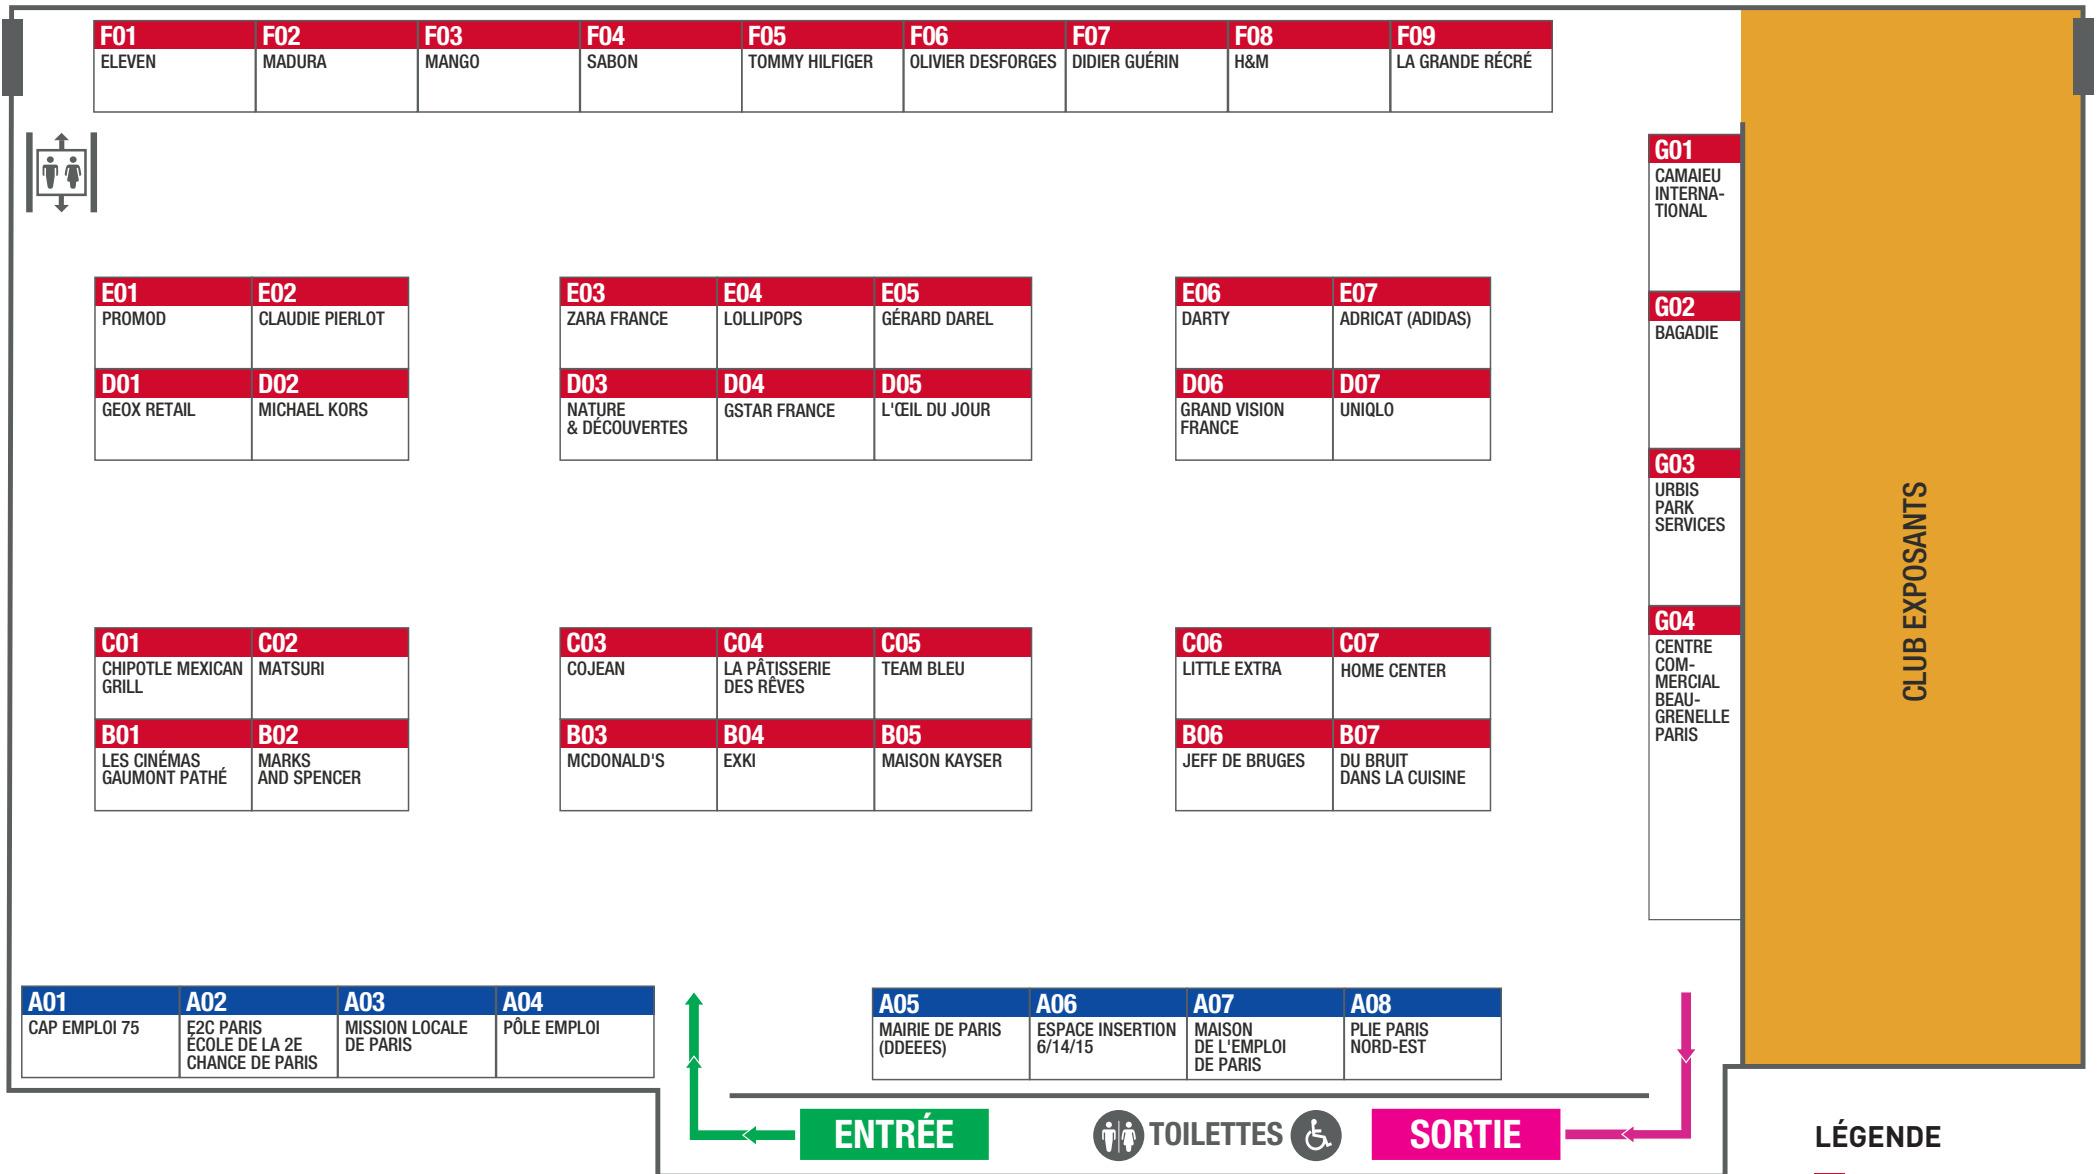 F01 F02 F03 F04 F05 F06 F07 F08 F09
ELEVEN MADURA MANGO SABON TOMMY HILFIGER OLIVIER DESFORGES DIDIER GUÉRIN H&M LA GRANDE RÉCRÉ
G01
CAMAIEU
INTERNA-
TIONAL
E01 E02 E03 E04 E05 E06 E07
PROMOD CLAUDIE PIERLOT ZARA FRANCE LOLLIPOPS GÉRARD DAREL DARTY ADRICAT (ADIDAS)
G02
BAGADIE
D01 D02 D03 D04 D05 D06 D07
GEOX RETAIL MICHAEL KORS NATURE GSTAR FRANCE L'ŒIL DU JOUR GRAND VISION UNIQLO
& DÉCOUVERTES FRANCE
G03
URBIS
PARK
SERVICES
CLUB EXPOSANTS
G04
CENTRE
COM-
MERCIAL
BEAU-
GRENELLE
PARIS
C01 C02 C03 C04 C05 C06 C07
CHIPOTLE MEXICAN MATSURI COJEAN LA PÂTISSERIE TEAM BLEU LITTLE EXTRA HOME CENTER
GRILL DES RÊVES
B01 B02 B03 B04 B05 B06 B07
LES CINÉMAS MARKS MCDONALD'S EXKI MAISON KAYSER JEFF DE BRUGES DU BRUIT
GAUMONT PATHÉ AND SPENCER DANS LA CUISINE
A01 A02 A03 A04 A05 A06 A07 A08
CAP EMPLOI 75 E2C PARIS MISSION LOCALE PÔLE EMPLOI MAIRIE DE PARIS ESPACE INSERTION MAISON PLIE PARIS
ÉCOLE DE LA 2E DE PARIS (DDEEES) 6/14/15 DE L'EMPLOI NORD-EST
CHANCE DE PARIS DE PARIS
ENTRÉE TOILETTES SORTIE
LÉGENDE